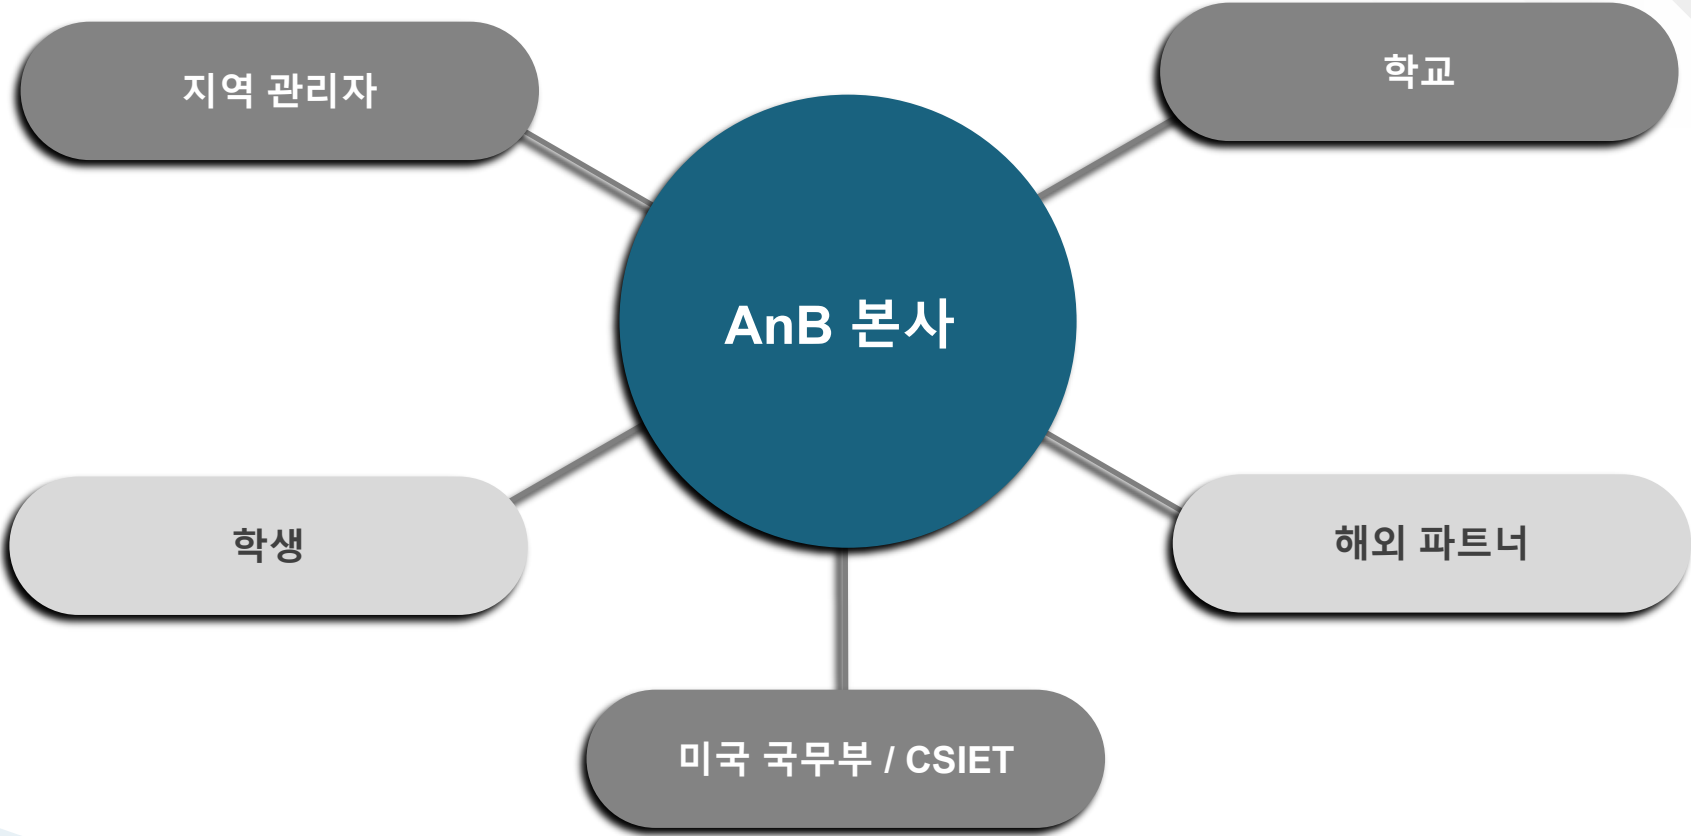 지역 관리자
학교
AnB 본사
학생
해외 파트너
미국 국무부 / CSIET